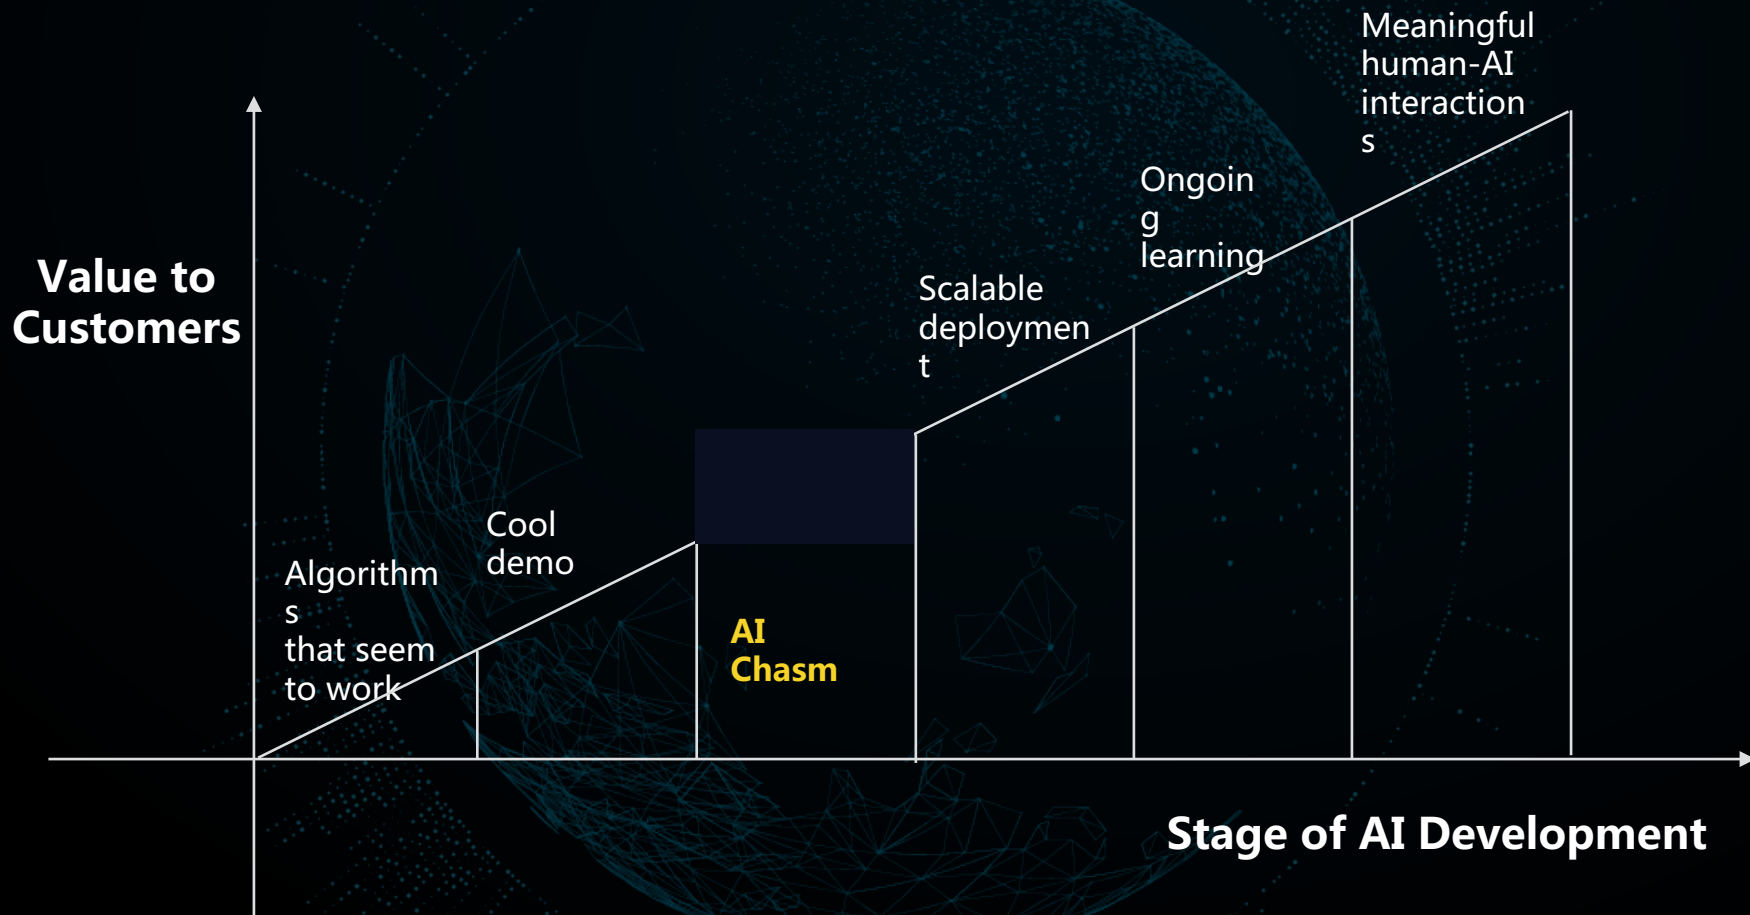 Meaningful
human-AI
interaction
s
Ongoin
g
learning
Scalable
deploymen
t
Value to
Customers
Cool
demo
Algorithm
s
that seem
to work
AI
Chasm
Stage of AI Development